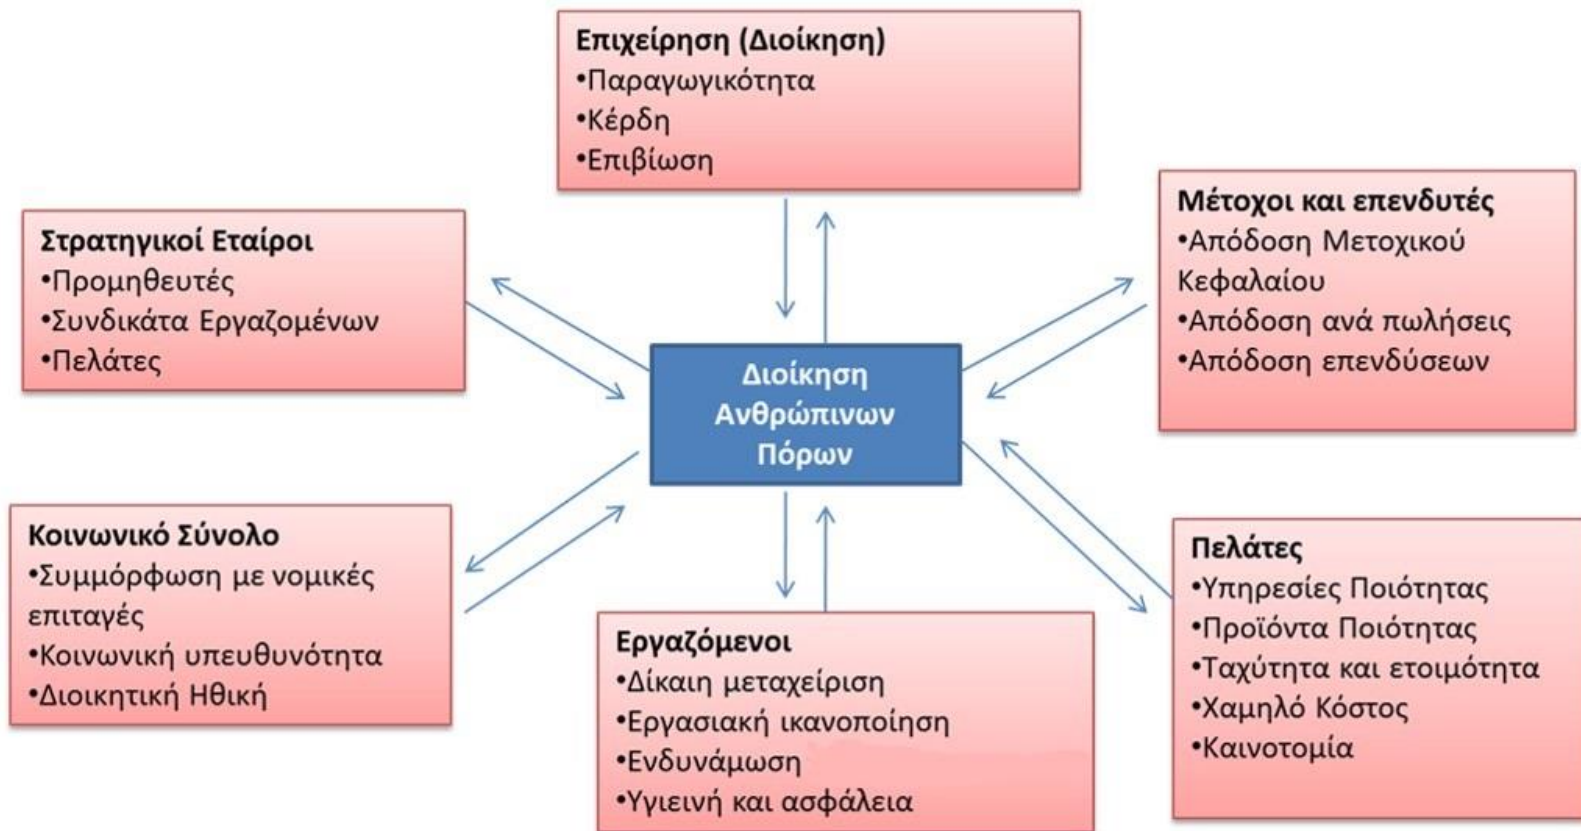 Επιχείρηση (Διοίκηση)
•Παραγωγικότητα
•Κέρδη
•Επιβίωση
Στρατηγικοί Εταίροι
•Προμηθευτές
•Συνδικάτα Εργαζομένων
•Πελάτες
Μέτοχοι και επενδυτές
•Απόδοση Μετοχικού
Κεφαλαίου
•Απόδοση ανά πωλήσεις
•Απόδοση επενδύσεων
Διοίκηση
Ανθρώπινων
Πόρων
Κοινωνικό Σύνολο
•Συμμόρφωση με νομικές
επιταγές
•Κοινωνική υπευθυνότητα
•Διοικητική Ηθική
Εργαζόμενοι
•Δίκαιη μεταχείριση
•Εργασιακή ικανοποίηση
•Ενδυνάμωση
•Υγιεινή και ασφάλεια
Πελάτες
•Υπηρεσίες Ποιότητας
•Προϊόντα Ποιότητας
•Ταχύτητα και ετοιμότητα
•Χαμηλό Κόστος
•Καινοτομία